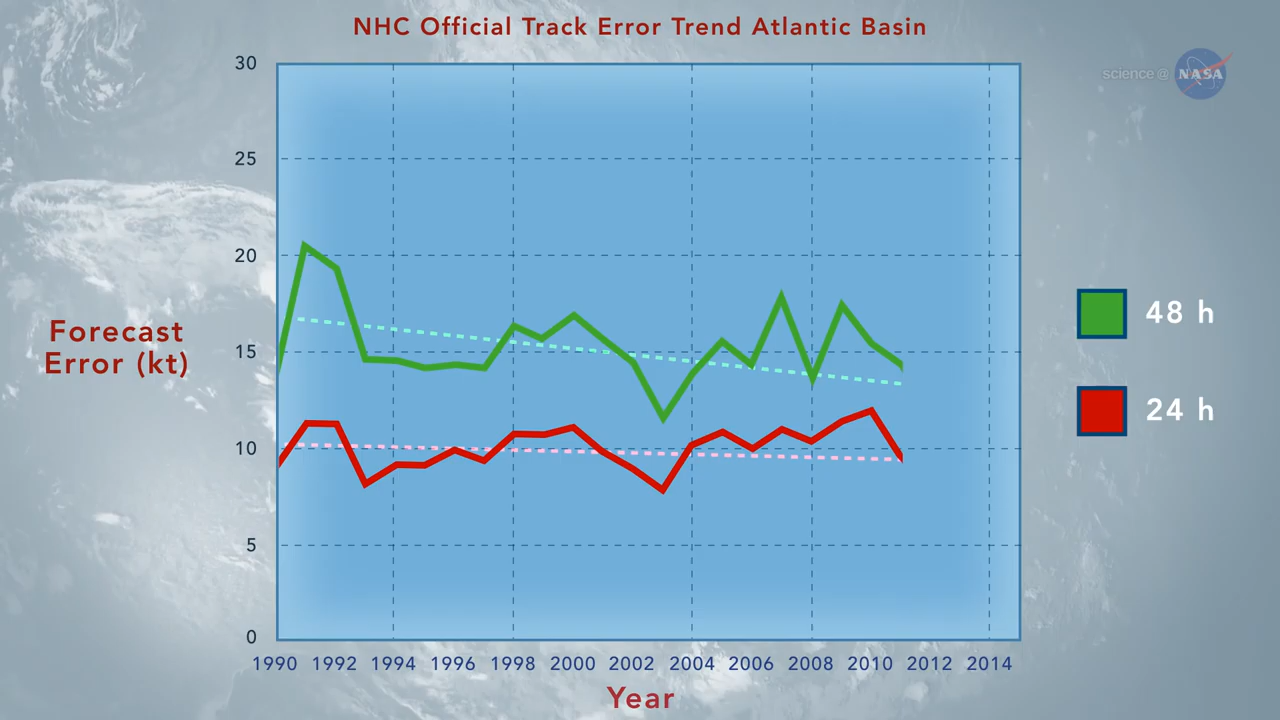 NHC Official Track Error Trend Atlantic Basin
science@ NASA
30
25
20
15
10
5
0
Forecast
Error (kt)
48 h
24 h
1990 1992 1994 1996 1998 2000 2002 2004 2006 2008 2010 2012 2014
Year